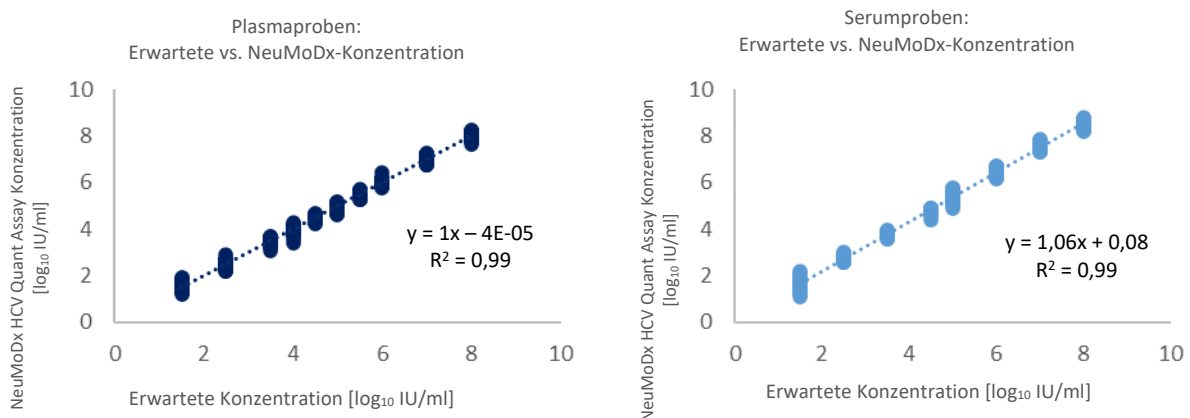 Plasmaproben:
Erwartete vs. NeuMoDx-Konzentration
NeuMoDx HCV Quant Assay Konzentration
[log₁₀ IU/ml]
10
8
6
4
2
0
y = 1x – 4E-05
R² = 0,99
0 2 4 6 8 10
Erwartete Konzentration [log₁₀ IU/ml]
Serumproben:
Erwartete vs. NeuMoDx-Konzentration
NeuMoDx HCV Quant Assay Konzentration
[log₁₀ IU/ml]
10
8
6
4
2
0
y = 1,06x + 0,08
R² = 0,99
0 2 4 6 8 10
Erwartete Konzentration [log₁₀ IU/ml]